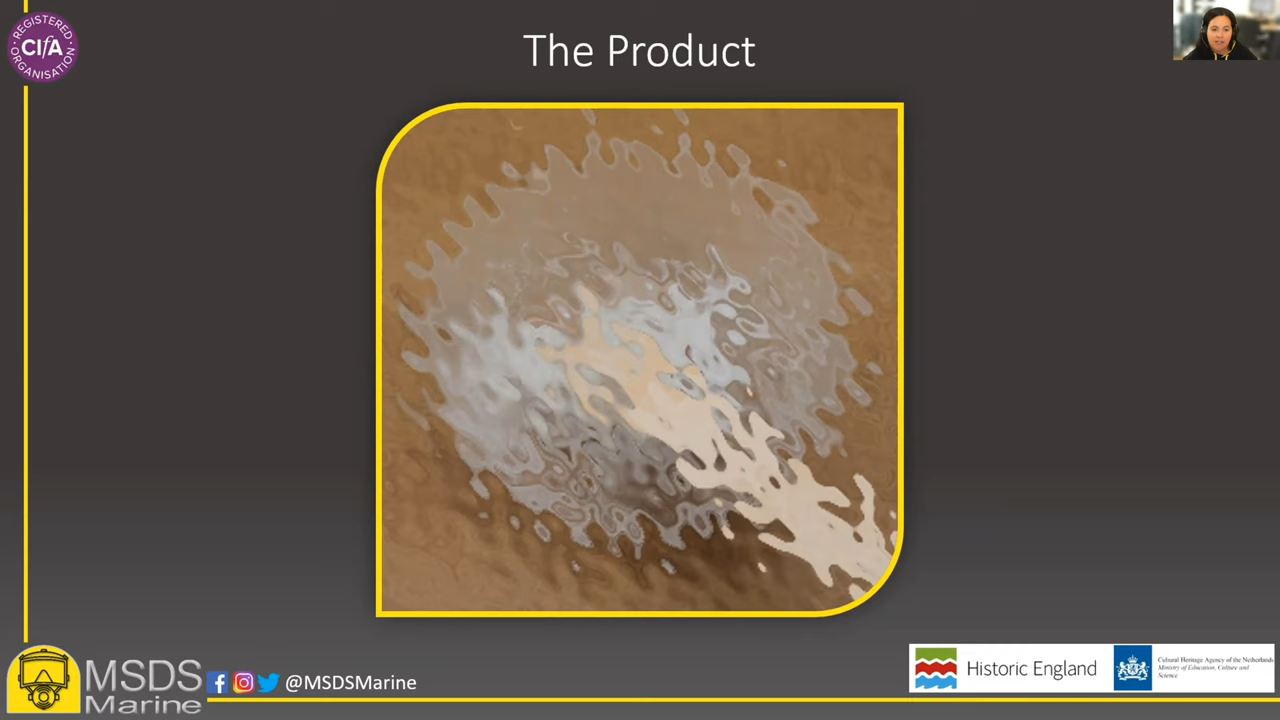 REGISTERED
CIfA
ORGANISATION
The Product
MSDS
Marine
@MSDSMarine
Historic England
Cultural Heritage Agency of the Netherlands
Ministry of Education, Culture and
Science